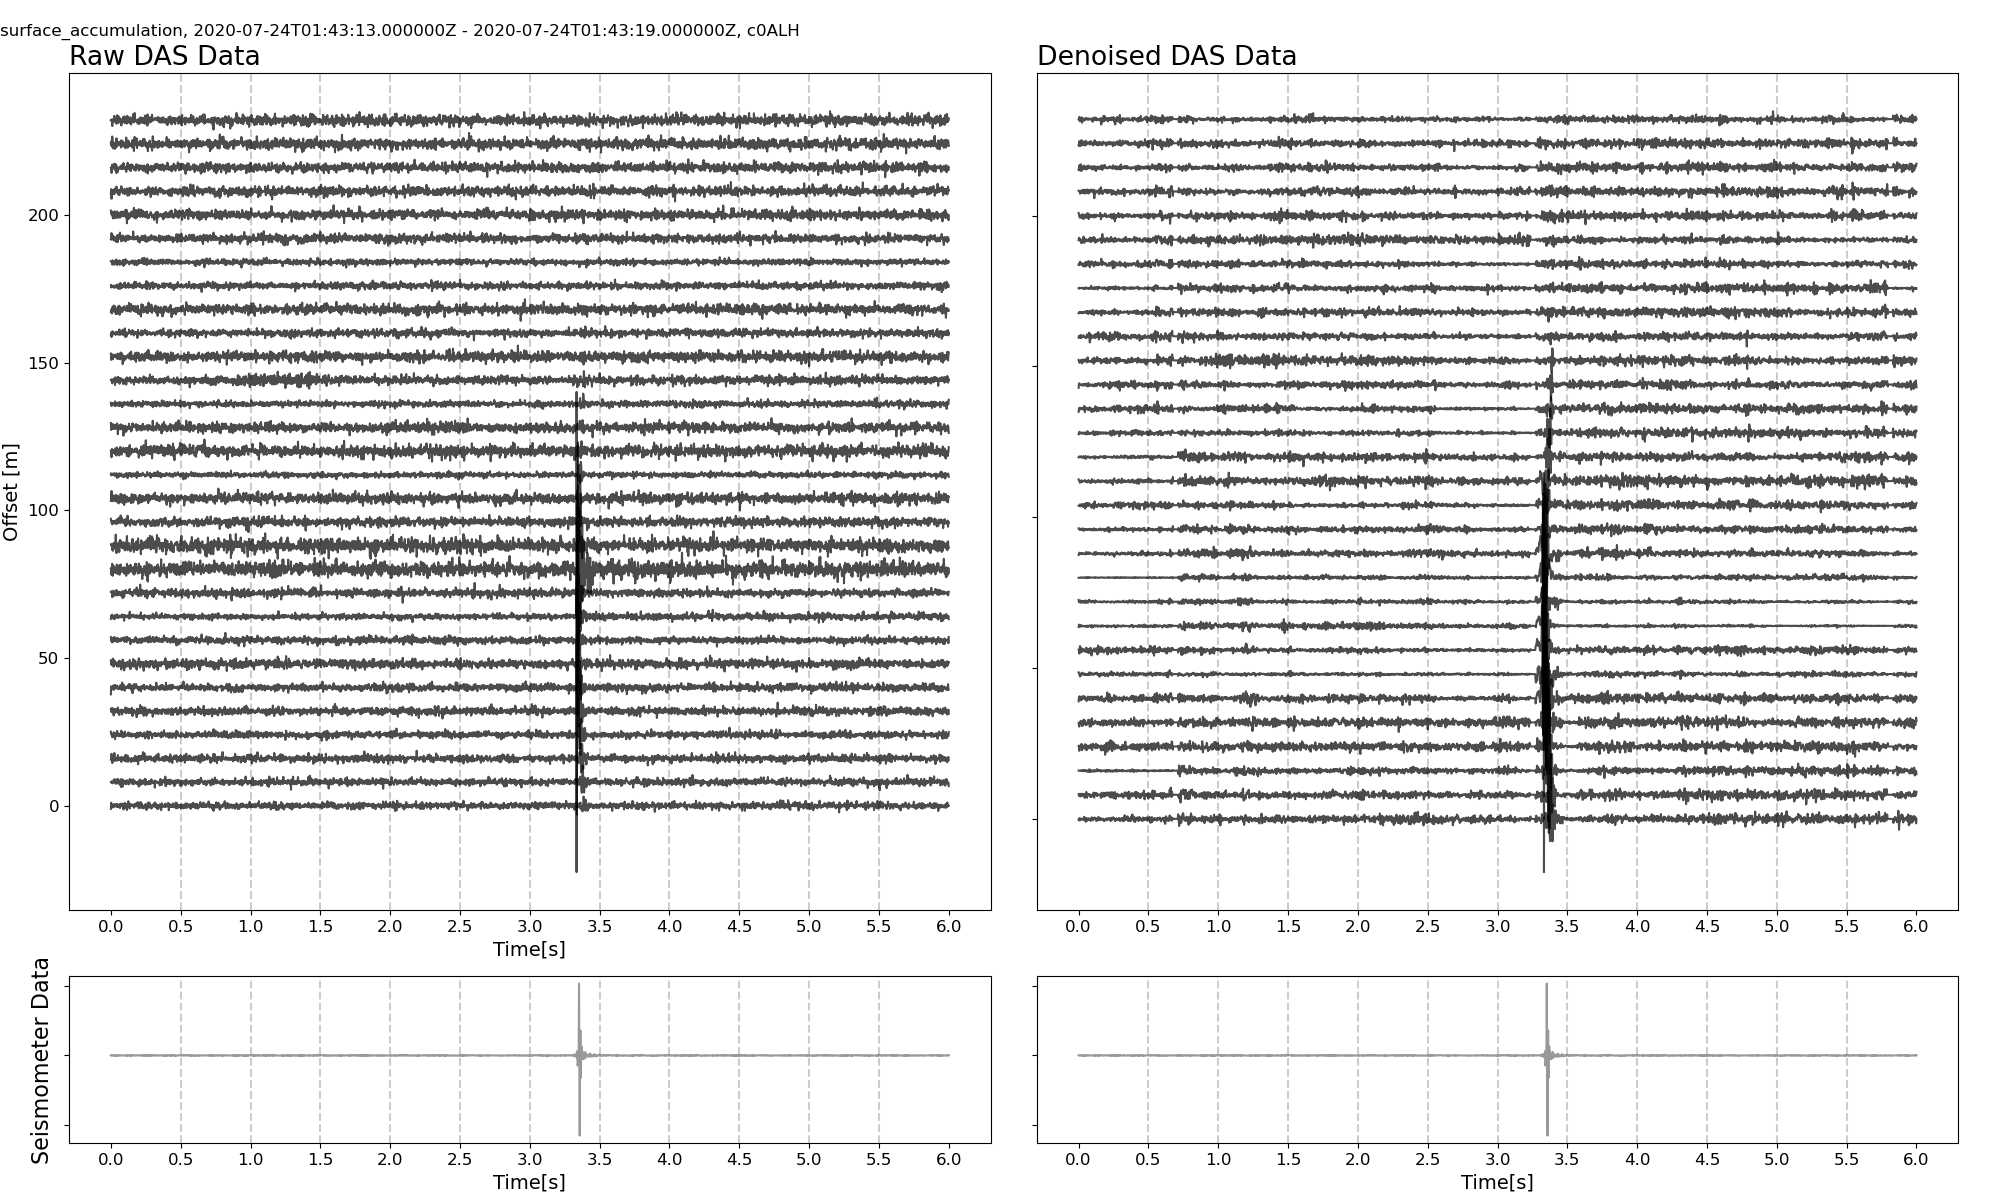 surface_accumulation, 2020-07-24T01:43:13.000000Z - 2020-07-24T01:43:19.000000Z, c0ALH
Raw DAS Data
Denoised DAS Data
Offset [m]
200
150
100
50
0
0.0 0.5 1.0 1.5 2.0 2.5 3.0 3.5 4.0 4.5 5.0 5.5 6.0
Time[s]
0.0 0.5 1.0 1.5 2.0 2.5 3.0 3.5 4.0 4.5 5.0 5.5 6.0
Seismometer Data
0.0 0.5 1.0 1.5 2.0 2.5 3.0 3.5 4.0 4.5 5.0 5.5 6.0
Time[s]
0.0 0.5 1.0 1.5 2.0 2.5 3.0 3.5 4.0 4.5 5.0 5.5 6.0
Time[s]